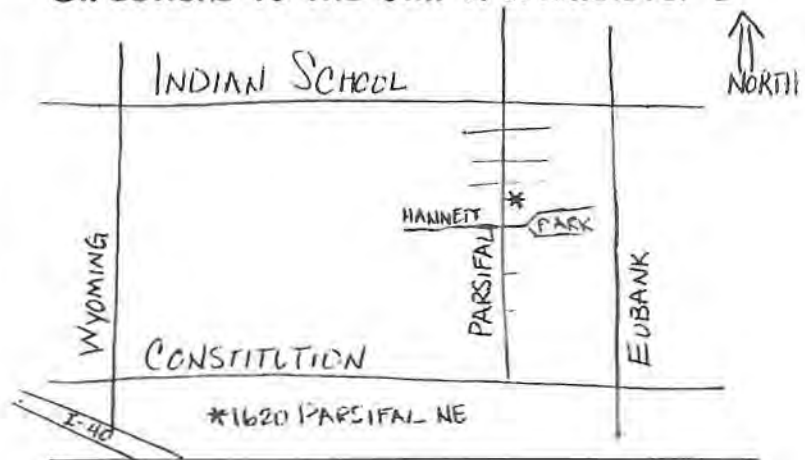 INDIAN SCHOOL
NORTH
*
HANNETT
PARK
WYOMING
PARSIFAL
EUBANK
CONSTITUTION
I-40
*1620 PARSIFAL NE